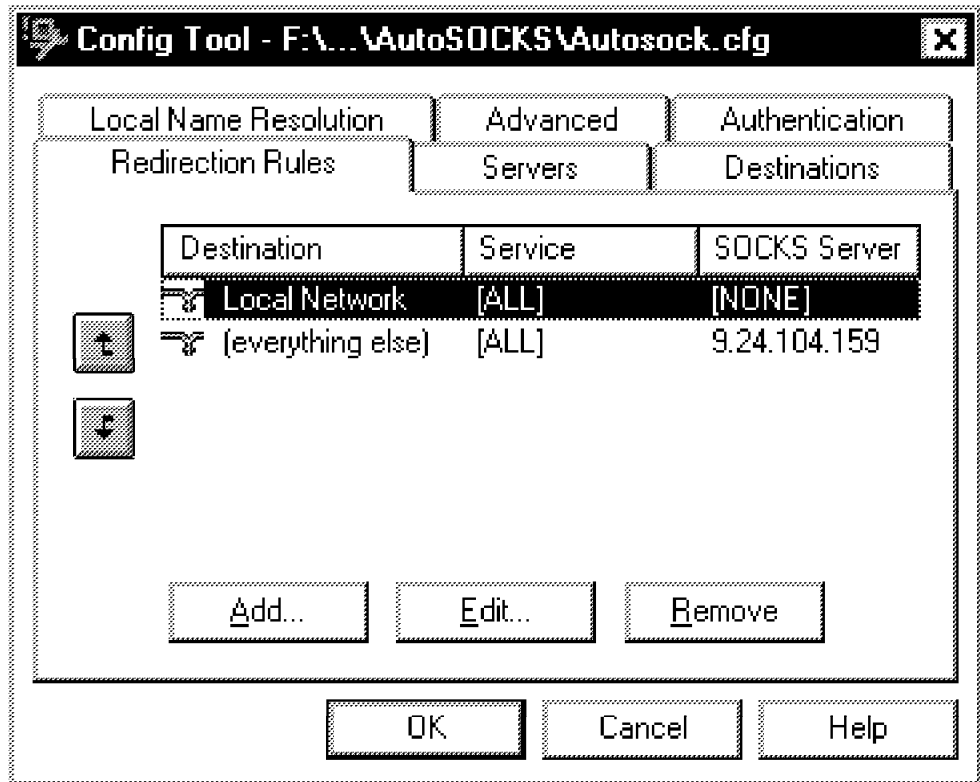 Config Tool - F:\...\AutoSOCKS\Autosock.cfg
Local Name Resolution Advanced Authentication
Redirection Rules Servers Destinations
Destination Service SOCKS Server
Local Network [ALL] [NONE]
(everything else) [ALL] 9.24.104.159
Add... Edit... Remove
OK Cancel Help